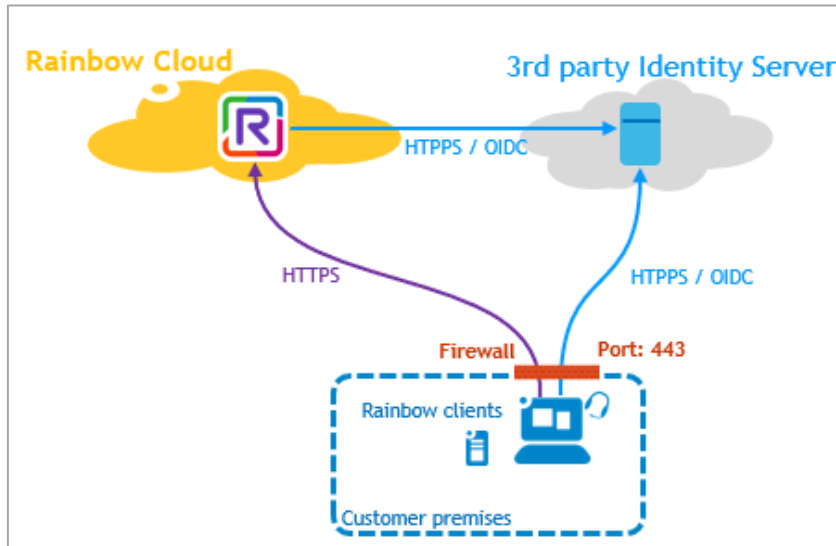 Rainbow Cloud
3rd party Identity Server
R
HTPPS / OIDC
HTTPS
HTPPS / OIDC
Firewall
Port: 443
Rainbow clients
Customer premises